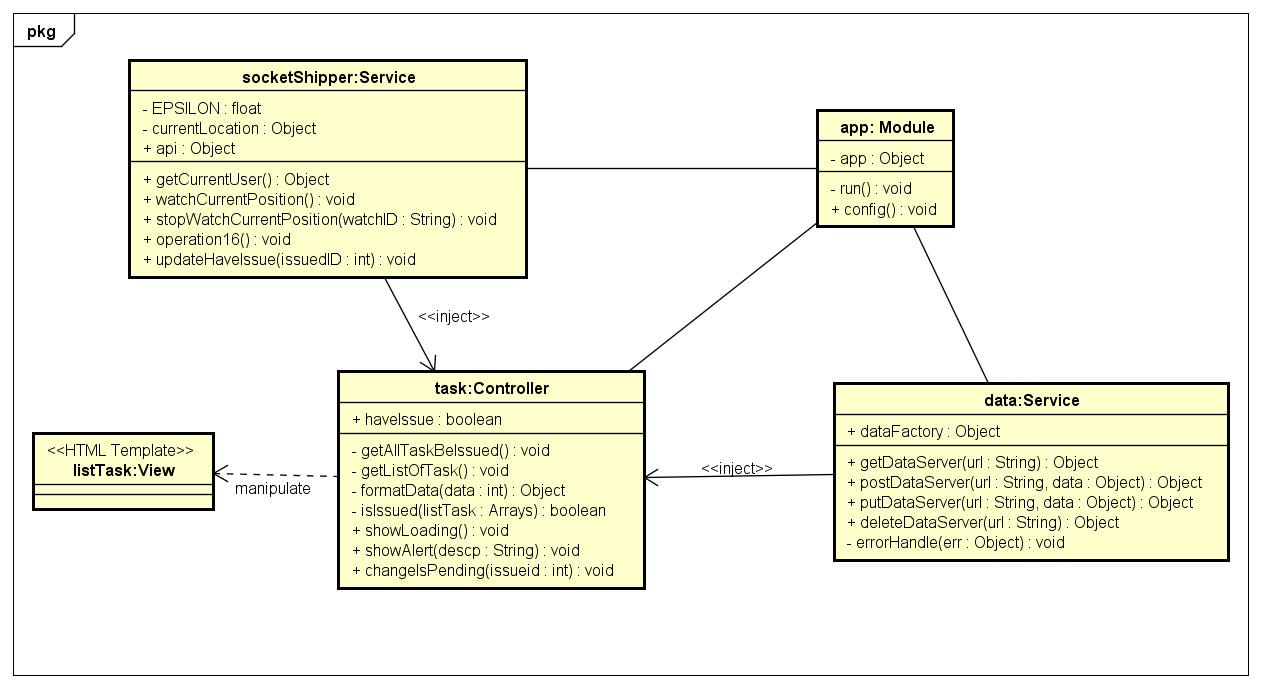 pkg
socketShipper:Service
- EPSILON : float
- currentLocation : Object
+ api : Object
+ getCurrentUser() : Object
+ watchCurrentPosition() : void
+ stopWatchCurrentPosition(watchID : String) : void
+ operation16() : void
+ updateHaveIssue(issuedID : int) : void
app: Module
- app : Object
- run() : void
+ config() : void
<<inject>>
task:Controller
+ haveIssue : boolean
- getAllTaskBeIssued() : void
- getListOfTask() : void
- formatData(data : int) : Object
- isIssued(listTask : Arrays) : boolean
+ showLoading() : void
+ showAlert(descp : String) : void
+ changeIsPending(issueid : int) : void
data:Service
+ dataFactory : Object
+ getDataServer(url : String) : Object
+ postDataServer(url : String, data : Object) : Object
+ putDataServer(url : String, data : Object) : Object
+ deleteDataServer(url : String) : Object
- errorHandle(err : Object) : void
<<inject>>
<<HTML Template>>
listTask:View
manipulate